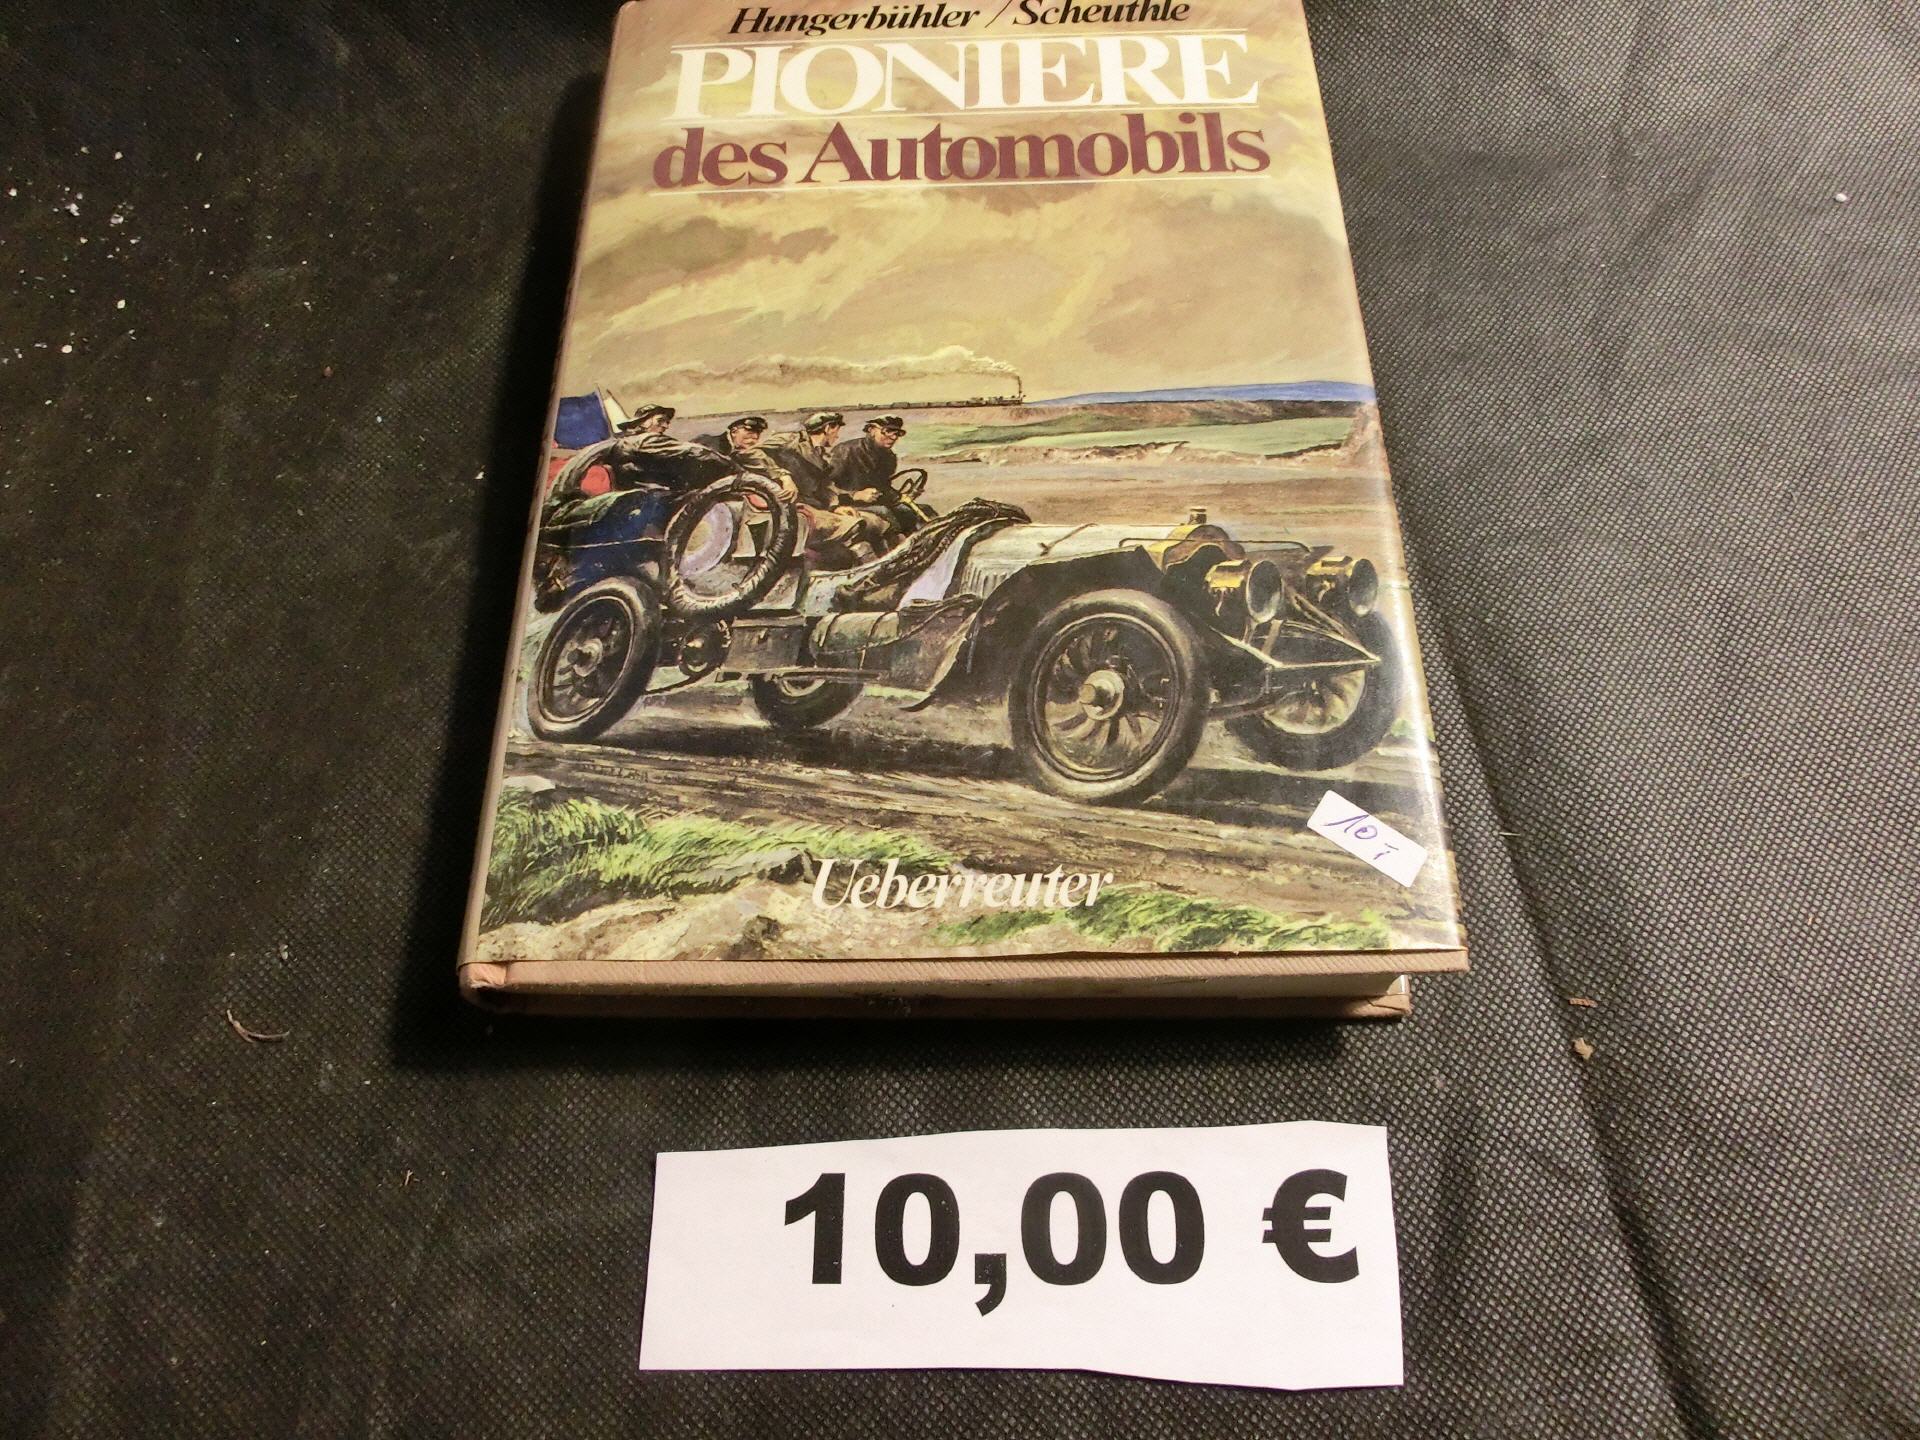 Hungerbühler / Scheuthle
PIONIERE
des Automobils
10,-
Ueberreuter
10,00 €